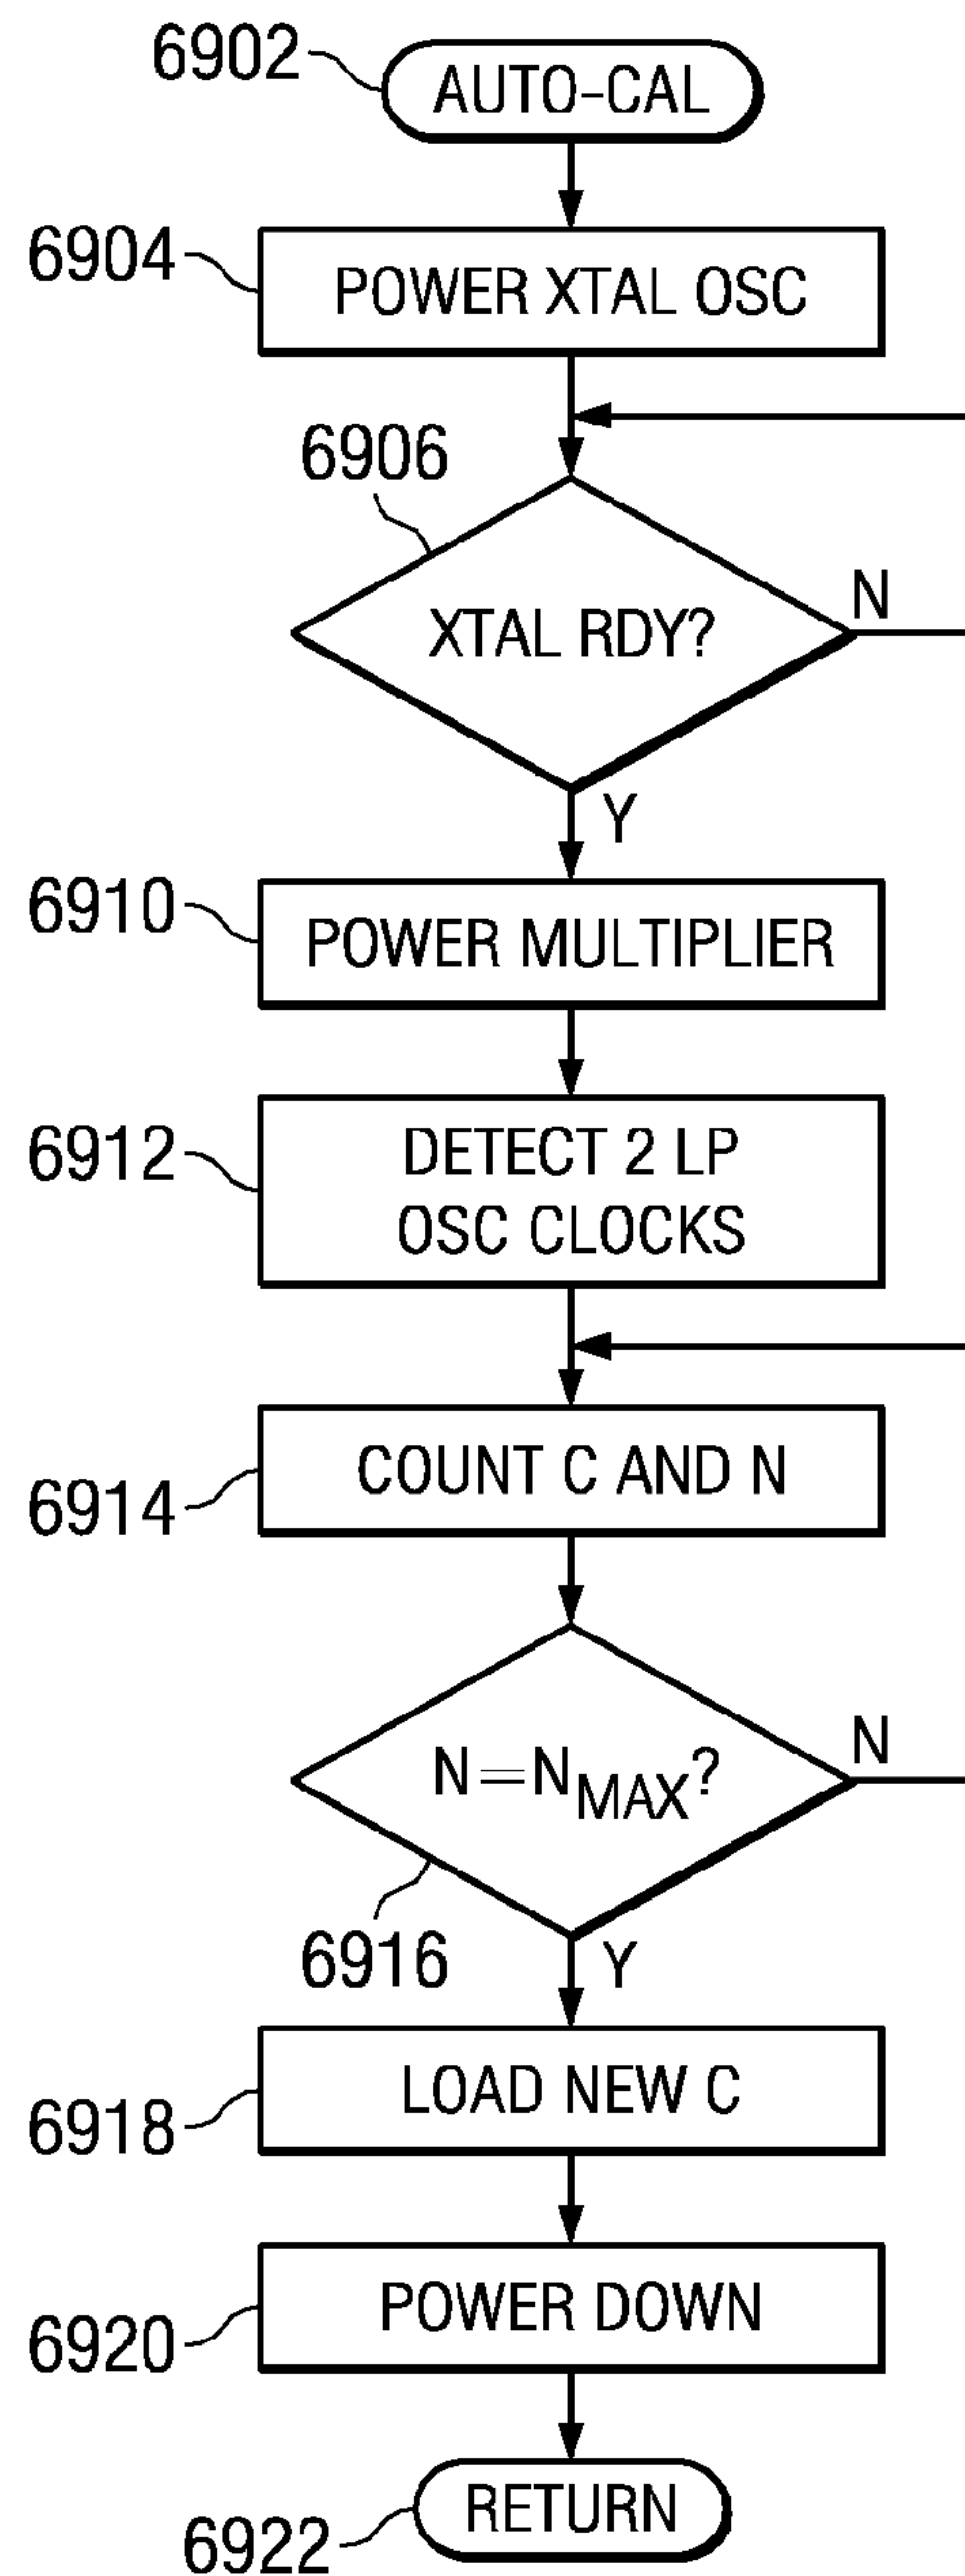 6902
AUTO-CAL
6904
POWER XTAL OSC
6906
XTAL RDY?
N
Y
6910
POWER MULTIPLIER
6912
DETECT 2 LP
OSC CLOCKS
6914
COUNT C AND N
N=NMAX?
N
6916
Y
6918
LOAD NEW C
6920
POWER DOWN
6922
RETURN